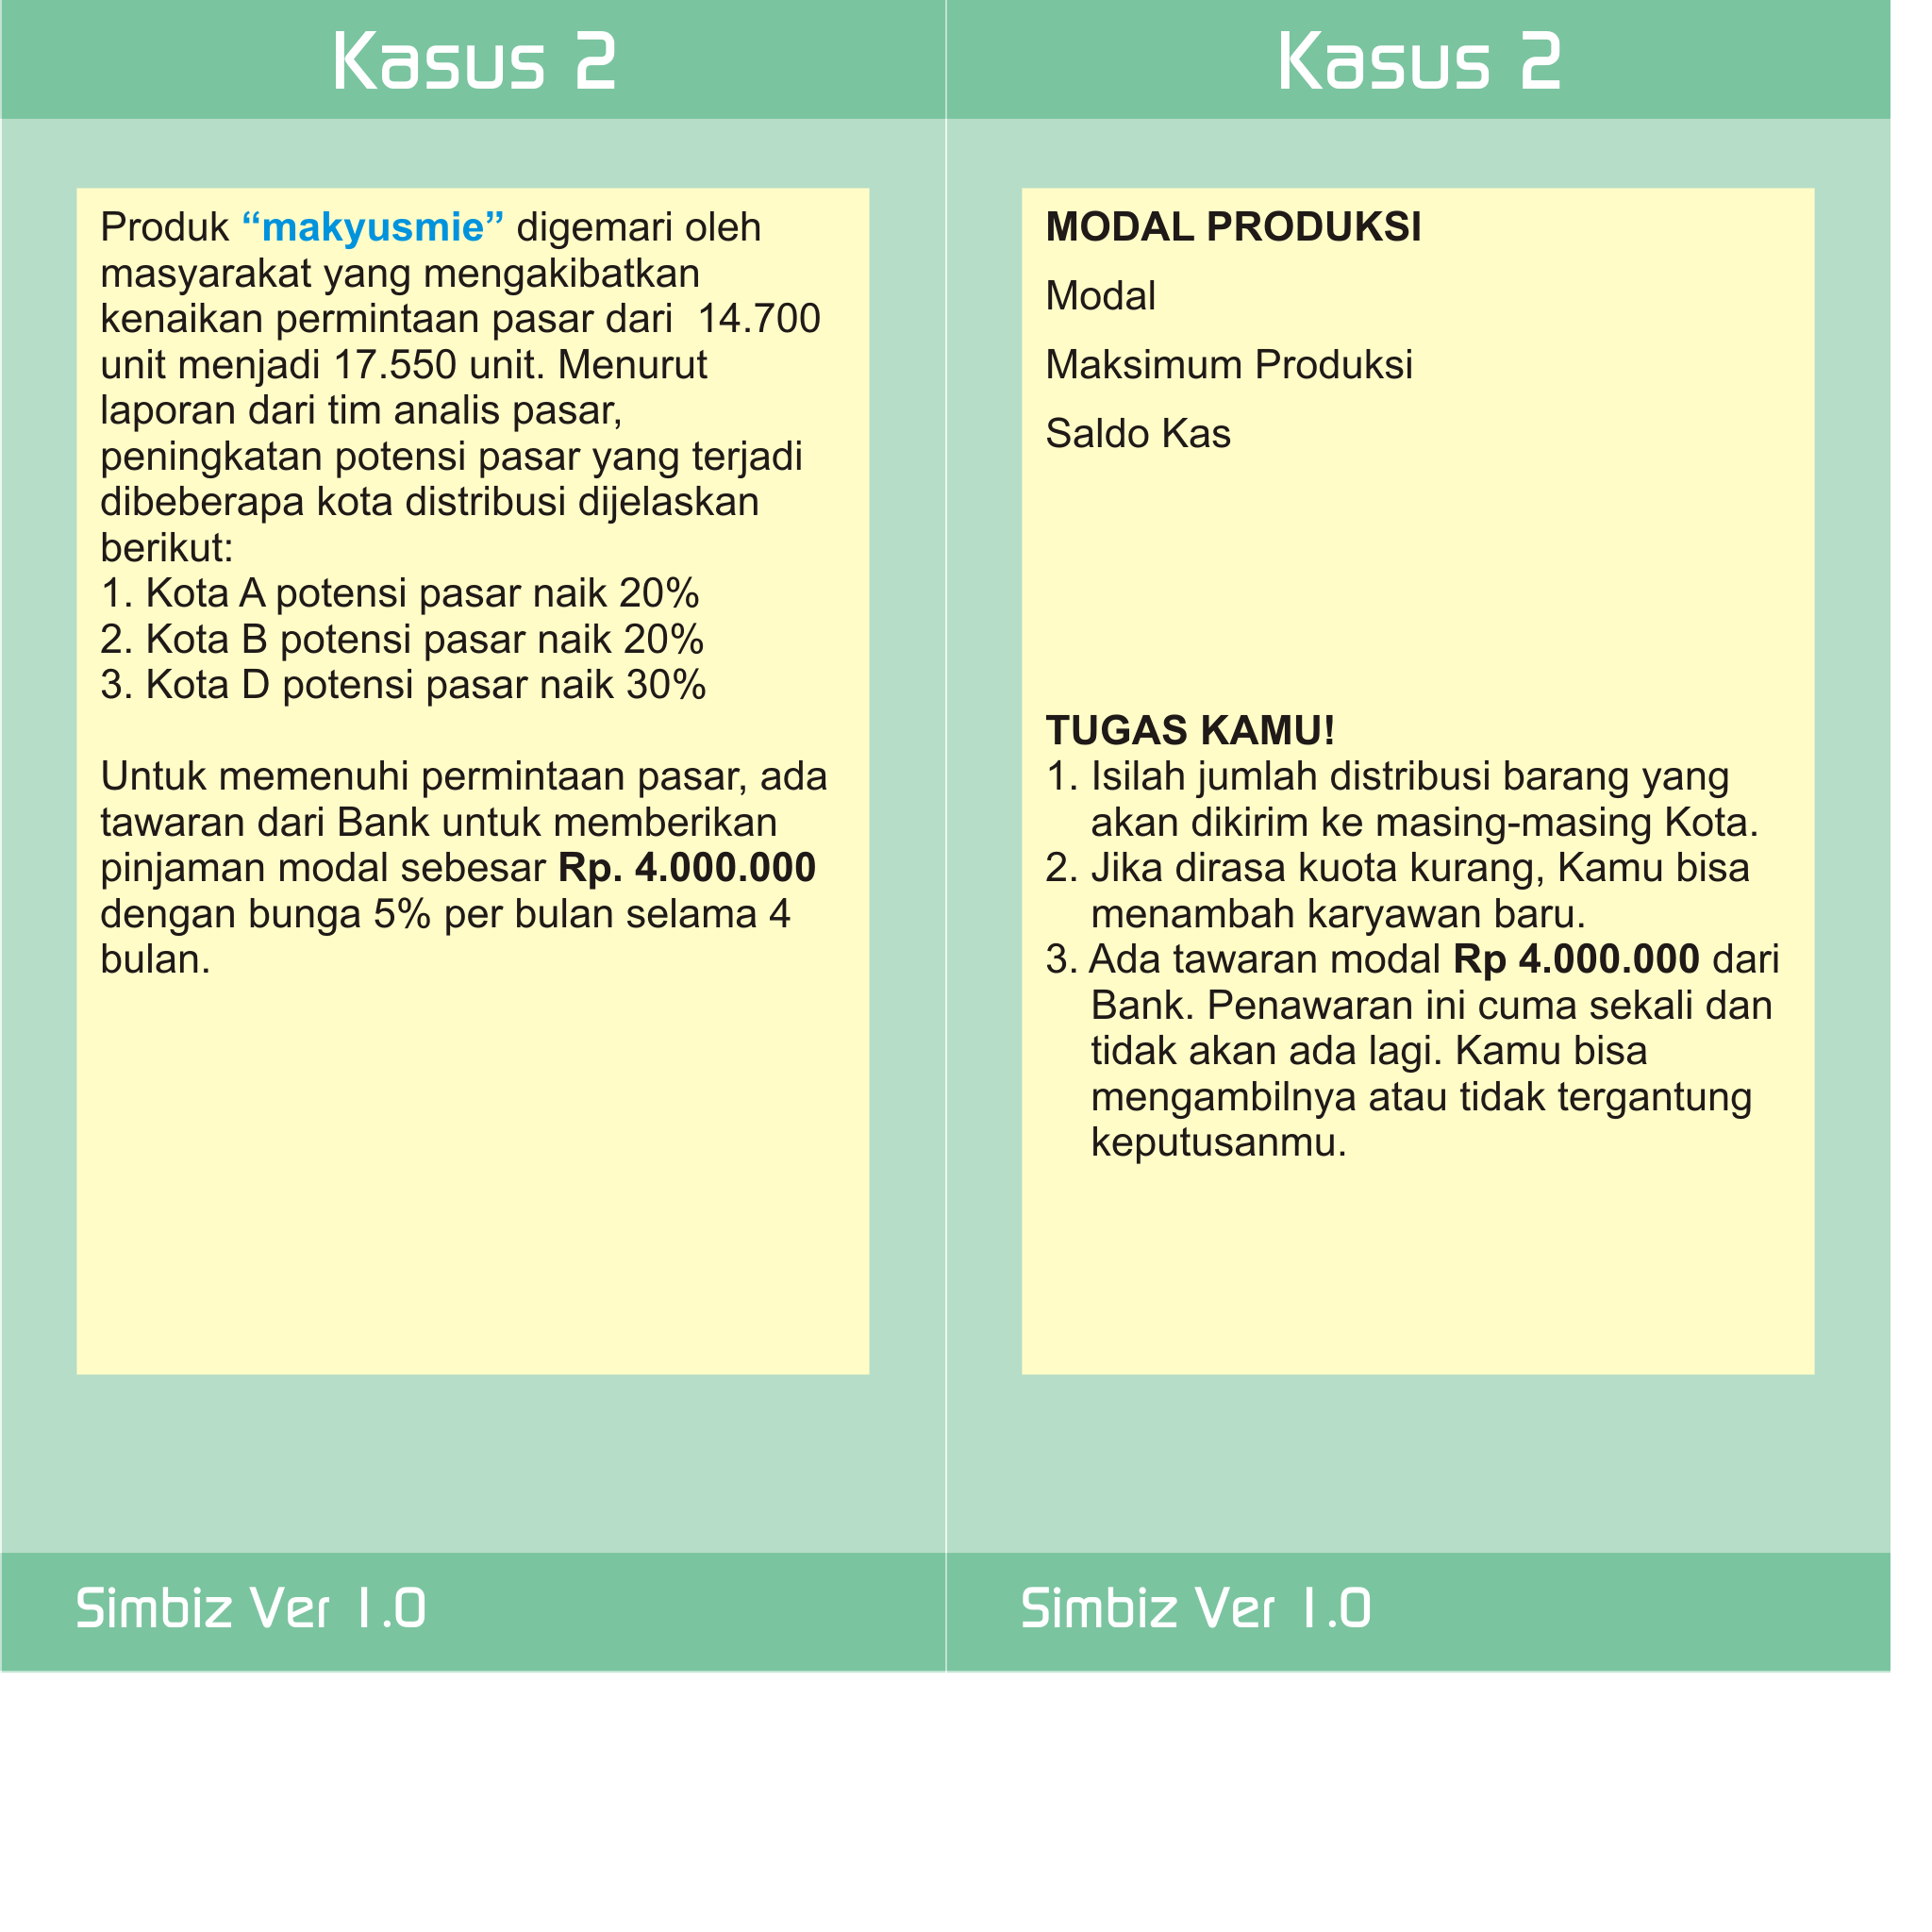 Kasus 2
Produk “makyusmie” digemari oleh
masyarakat yang mengakibatkan
kenaikan permintaan pasar dari  14.700
unit menjadi 17.550 unit. Menurut
laporan dari tim analis pasar,
peningkatan potensi pasar yang terjadi
dibeberapa kota distribusi dijelaskan
berikut:
1. Kota A potensi pasar naik 20%
2. Kota B potensi pasar naik 20%
3. Kota D potensi pasar naik 30%
Untuk memenuhi permintaan pasar, ada
tawaran dari Bank untuk memberikan
pinjaman modal sebesar Rp. 4.000.000
dengan bunga 5% per bulan selama 4
bulan.
Simbiz Ver 1.0
Kasus 2
MODAL PRODUKSI
Modal
Maksimum Produksi
Saldo Kas
TUGAS KAMU!
1. Isilah jumlah distribusi barang yang
akan dikirim ke masing-masing Kota.
2. Jika dirasa kuota kurang, Kamu bisa
menambah karyawan baru.
3. Ada tawaran modal Rp 4.000.000 dari
Bank. Penawaran ini cuma sekali dan
tidak akan ada lagi. Kamu bisa
mengambilnya atau tidak tergantung
keputusanmu.
Simbiz Ver 1.0